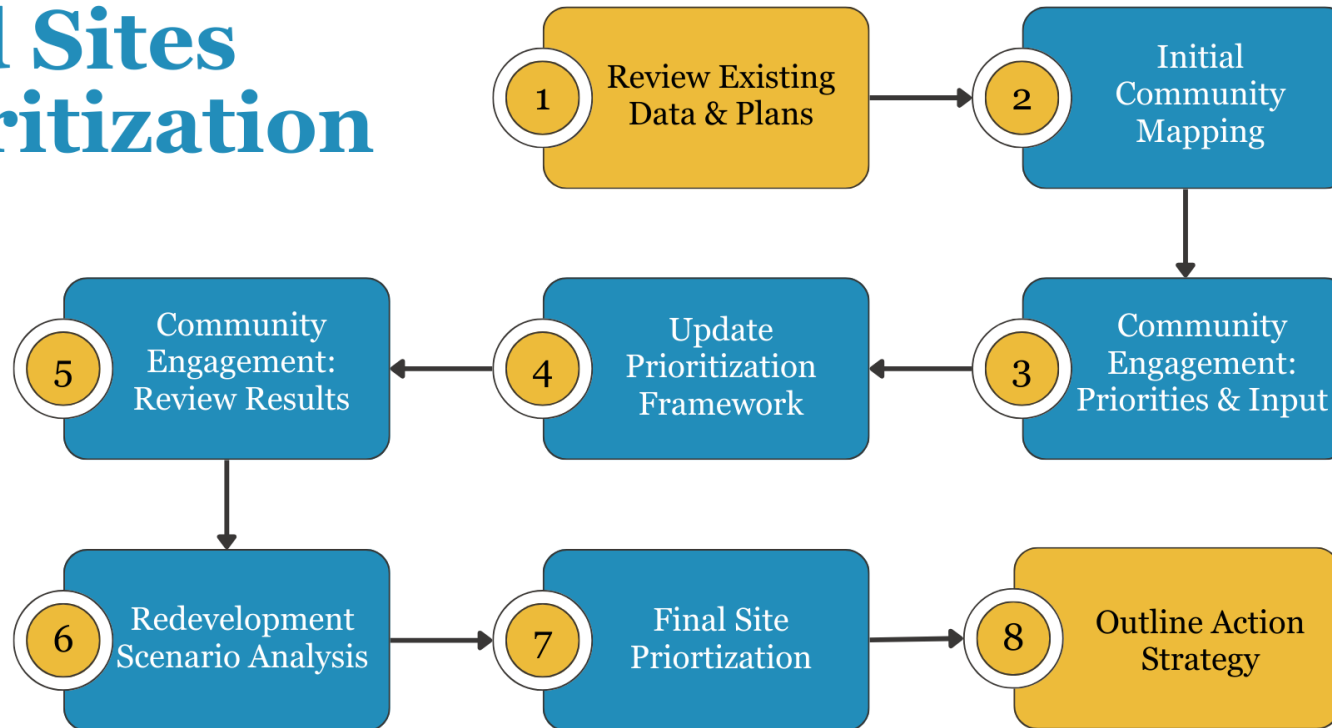 d Sites
ritization
1
Review Existing
Data & Plans
2
Initial
Community
Mapping
3
Community
Engagement:
Priorities & Input
4
Update
Prioritization
Framework
5
Community
Engagement:
Review Results
6
Redevelopment
Scenario Analysis
7
Final Site
Priortization
8
Outline Action
Strategy